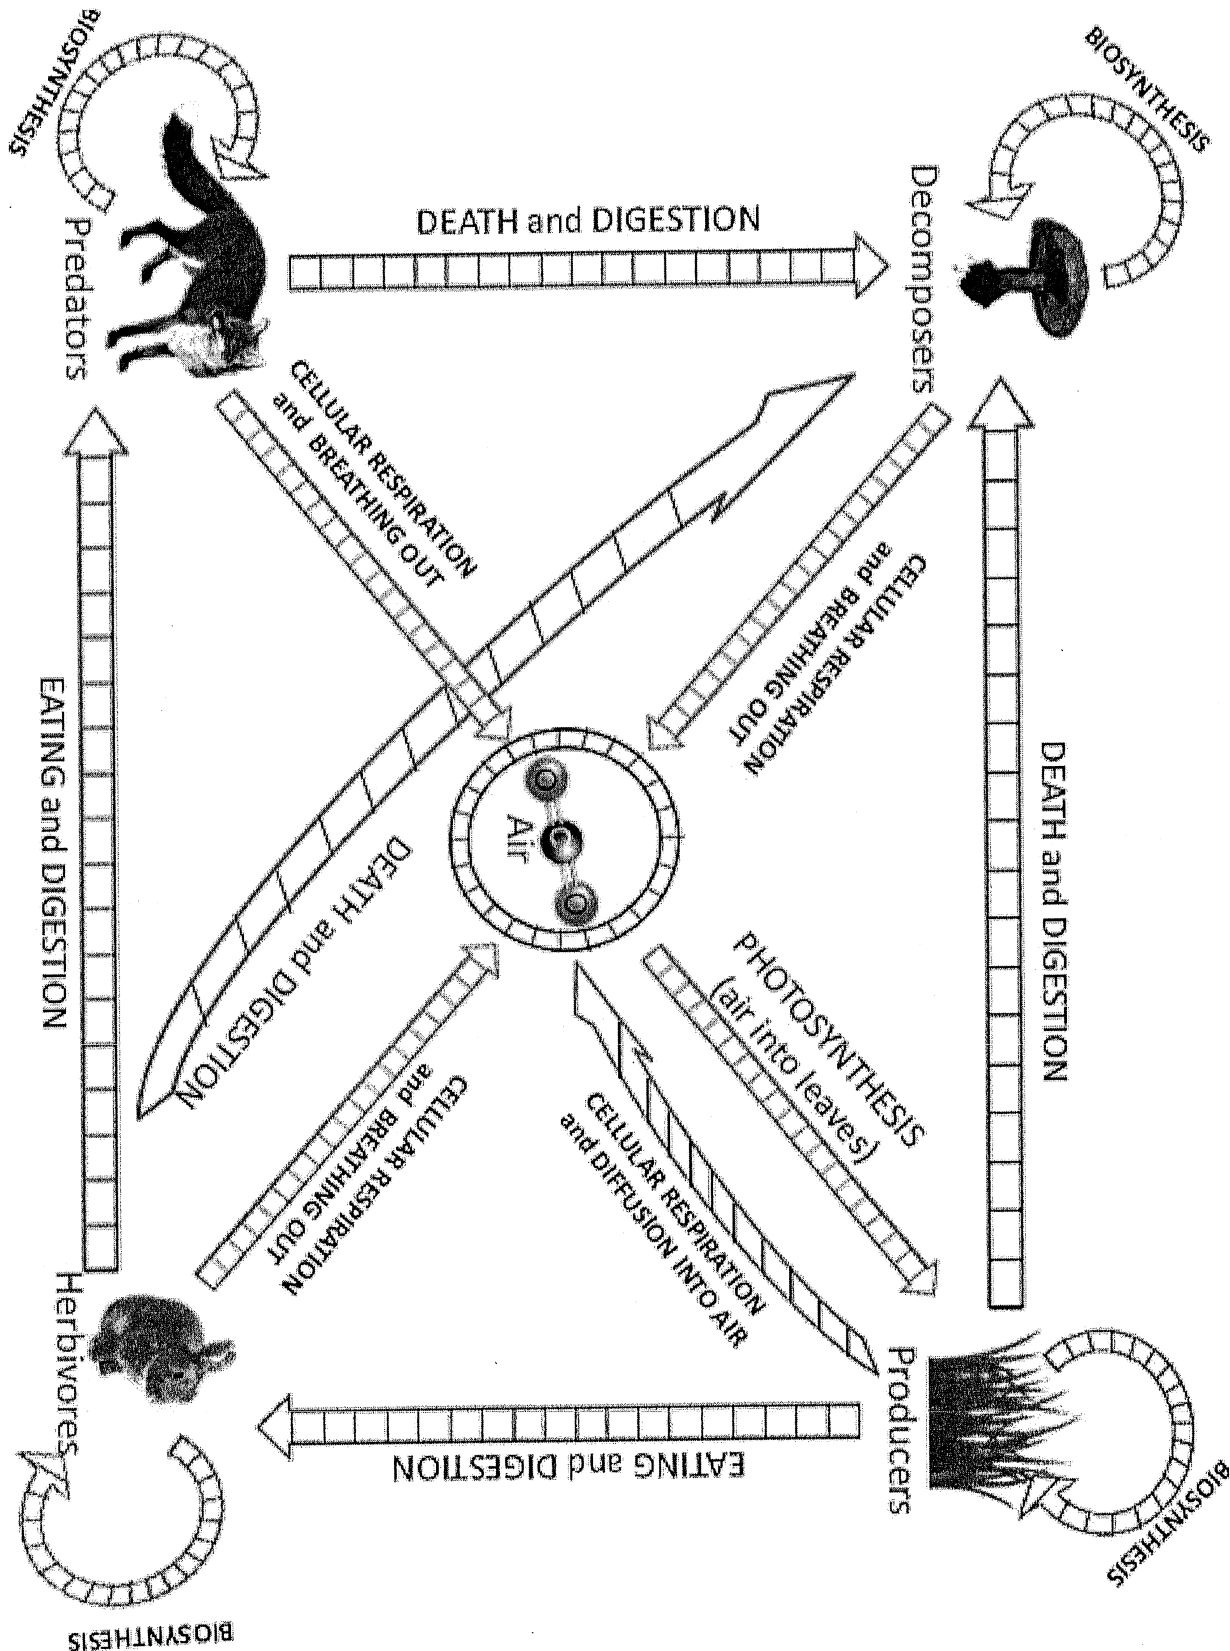 BIOSYNTHESIS
Decomposers
DEATH and DIGESTION
Producers
BIOSYNTHESIS
CELLULAR RESPIRATION
and BREATHING OUT
PHOTOSYNTHESIS
(air into leaves)
CELLULAR RESPIRATION
and DIFFUSION INTO AIR
DEATH and DIGESTION
Air
EATING and DIGESTION
CELLULAR RESPIRATION
and BREATHING OUT
DEATH and DIGESTION
CELLULAR RESPIRATION
and BREATHING OUT
BIOSYNTHESIS
Predators
EATING and DIGESTION
Herbivores
BIOSYNTHESIS